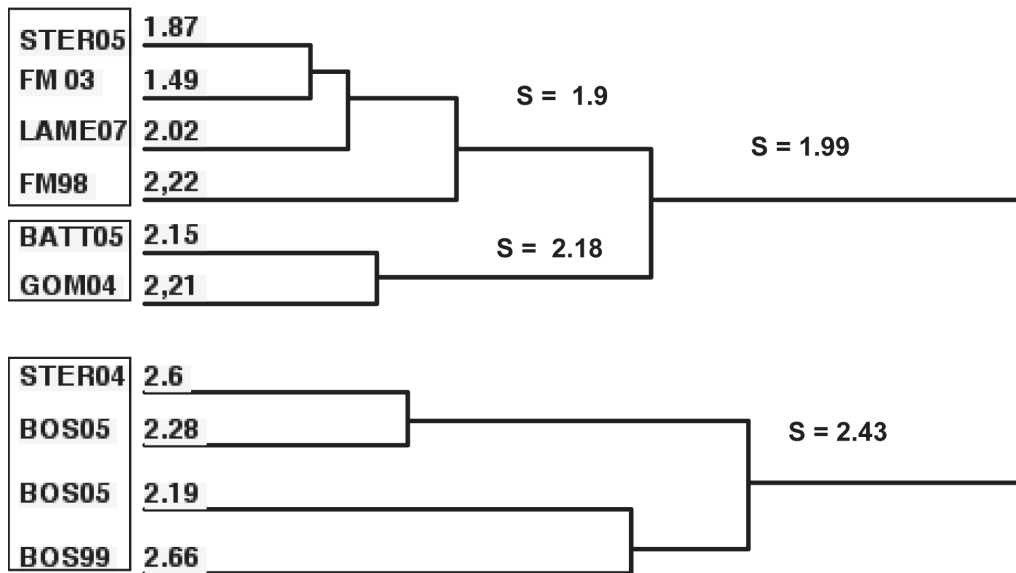 STER05 1.87
FM 03 1.49
S = 1.9
LAME07 2.02
S = 1.99
FM98 2,22
BATT05 2.15
S = 2.18
GOM04 2,21
STER04 2.6
BOS05 2.28
S = 2.43
BOS05 2.19
BOS99 2.66